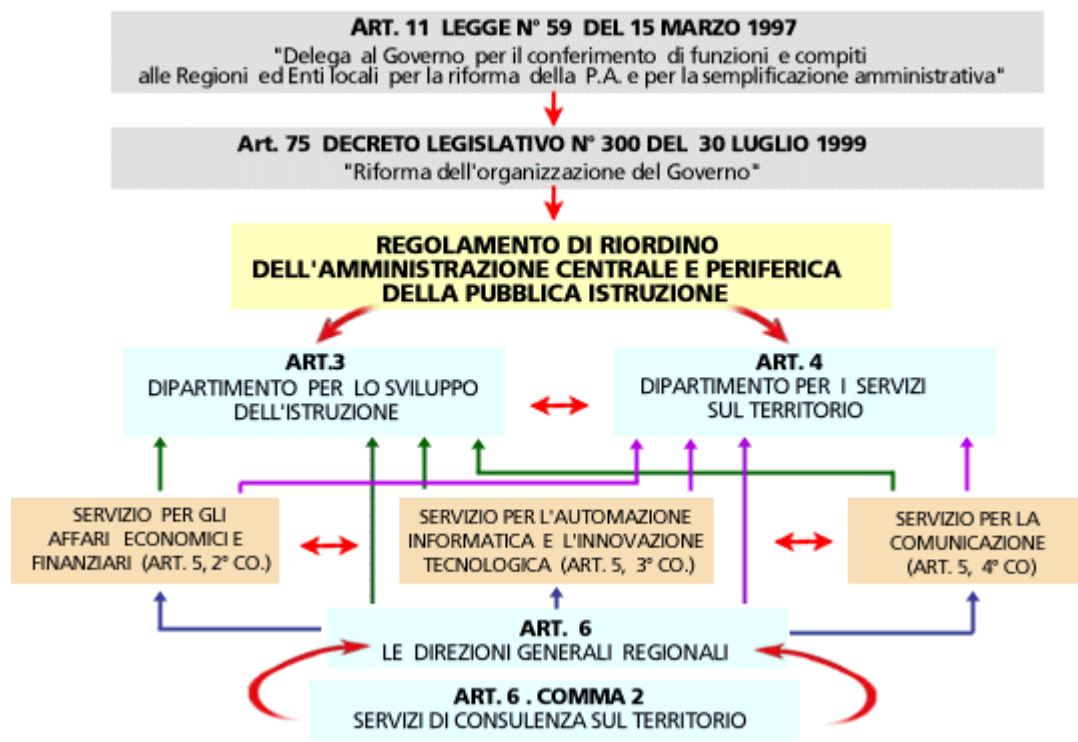 ART. 11 LEGGE N° 59 DEL 15 MARZO 1997
"Delega al Governo per il conferimento di funzioni e compiti
alle Regioni ed Enti locali per la riforma della P.A. e per la semplificazione amministrativa"
Art. 75 DECRETO LEGISLATIVO N° 300 DEL 30 LUGLIO 1999
"Riforma dell'organizzazione del Governo"
REGOLAMENTO DI RIORDINO
DELL'AMMINISTRAZIONE CENTRALE E PERIFERICA
DELLA PUBBLICA ISTRUZIONE
ART.3
DIPARTIMENTO PER LO SVILUPPO
DELL'ISTRUZIONE
ART. 4
DIPARTIMENTO PER I SERVIZI
SUL TERRITORIO
SERVIZIO PER GLI
AFFARI ECONOMICI E
FINANZIARI (ART. 5, 2° CO.)
SERVIZIO PER L'AUTOMAZIONE
INFORMATICA E L'INNOVAZIONE
TECNOLOGICA (ART. 5, 3° CO.)
SERVIZIO PER LA
COMUNICAZIONE
(ART. 5, 4° CO)
ART. 6
LE DIREZIONI GENERALI REGIONALI
ART. 6 . COMMA 2
SERVIZI DI CONSULENZA SUL TERRITORIO